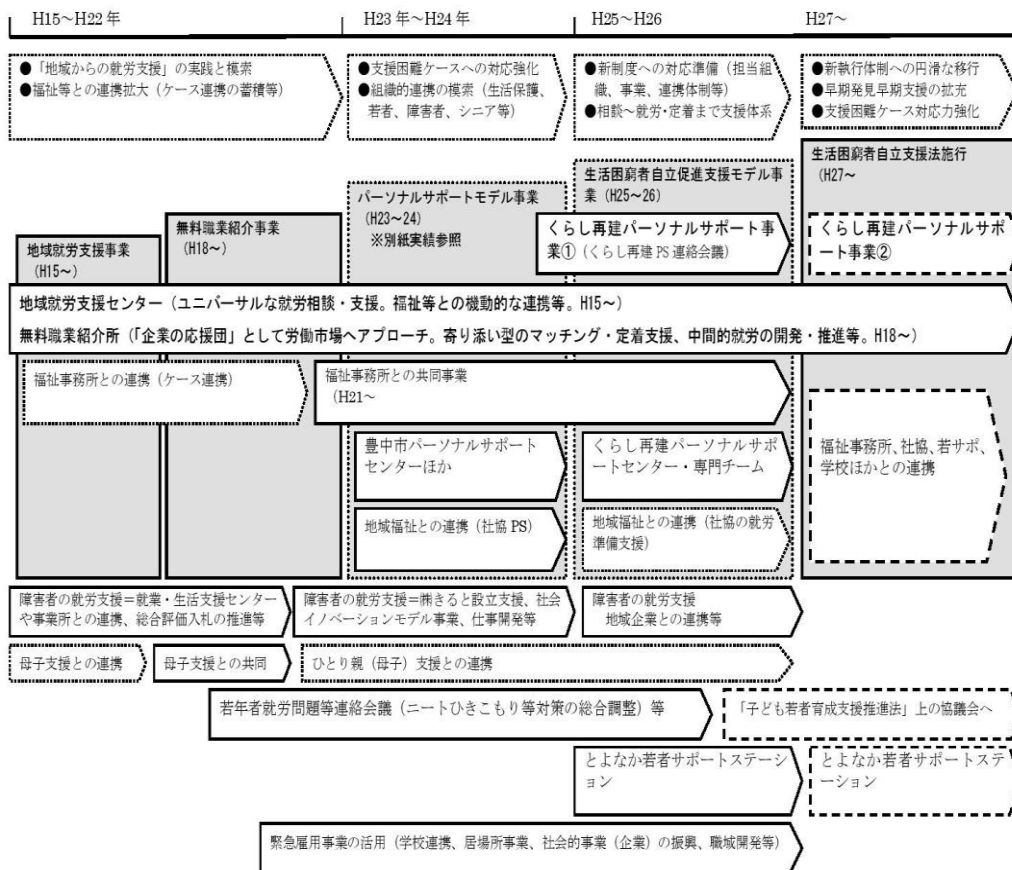 H15～H22 年
H23 年～H24 年
H25～H26
H27～
●「地域からの就労支援」の実践と模索
●福祉等との連携拡大（ケース連携の蓄積等）
●支援困難ケースへの対応強化
●組織的連携の模索（生活保護、
若者、障害者、シニア等）
●新制度への対応準備（担当組
織、事業、連携体制等）
●相談～就労・定着まで支援体系
●新執行体制への円滑な移行
●早期発見早期支援の拡充
●支援困難ケース対応力強化
地域就労支援事業
（H15～）
無料職業紹介事業
（H18～）
パーソナルサポートモデル事業
（H23～24）
※別紙実績参照
生活困窮者自立促進支援モデル事
業（H25～26）
生活困窮者自立支援法施行
（H27～
くらし再建パーソナルサポート事
業①（くらし再建 PS 連絡会議）
くらし再建パーソナルサポ
ート事業②
地域就労支援センター（ユニバーサルな就労相談・支援。福祉等との機動的な連携等。H15～）
無料職業紹介所（「企業の応援団」として労働市場へアプローチ。寄り添い型のマッチング・定着支援、中間的就労の開発・推進等。H18～）
福祉事務所との連携（ケース連携）
福祉事務所との共同事業
（H21～
豊中市パーソナルサポート
センターほか
くらし再建パーソナルサポ
ートセンター・専門チーム
福祉事務所、社協、若サポ、
学校ほかとの連携
地域福祉との連携（社協 PS）
地域福祉との連携（社協の就労
準備支援）
障害者の就労支援＝就業・生活支援センター
や事業所との連携、総合評価入札の推進等
障害者の就労支援＝㈱きると設立支援、社会
イノベーションモデル事業、仕事開発等
障害者の就労支援
地域企業との連携等
母子支援との連携
母子支援との共同
ひとり親（母子）支援との連携
若年者就労問題等連絡会議（ニートひきこもり等対策の総合調整）等
「子ども若者育成支援推進法」上の協議会へ
とよなか若者サポートステーシ
ョン
とよなか若者サポートステ
ーション
緊急雇用事業の活用（学校連携、居場所事業、社会的事業（企業）の振興、職域開発等）